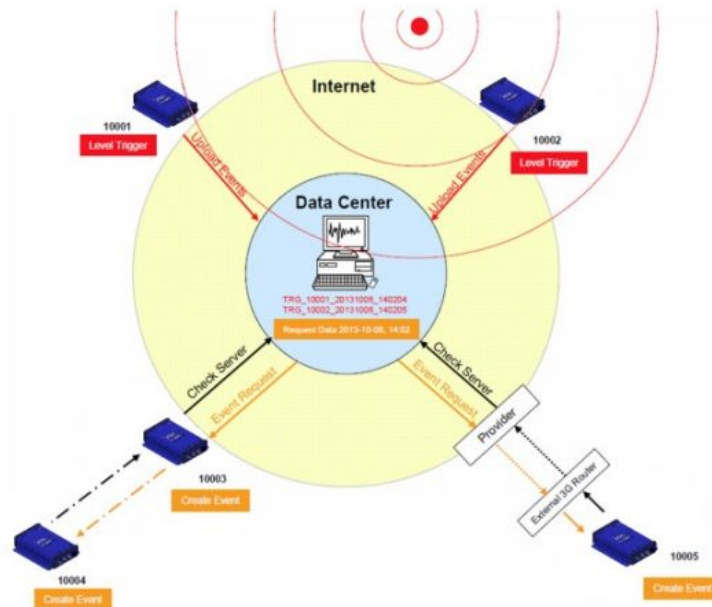 Internet
10001
Level Trigger
10002
Level Trigger
Upload Events
Upload Events
Data Center
TRG_10001_20131006_140204
TRG_10002_20131006_140205
Request Data 2013-10-06, 14:02
Check Server
Event Request
Check Server
Event Request
Provider
External 3G Router
10003
Create Event
10004
Create Event
10005
Create Event